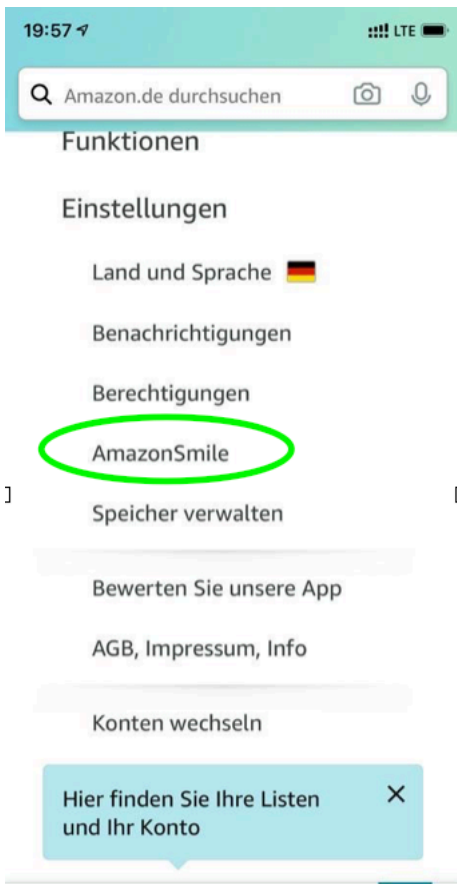 19:57
LTE
Amazon.de durchsuchen
Funktionen
Einstellungen
Land und Sprache
Benachrichtigungen
Berechtigungen
AmazonSmile
Speicher verwalten
Bewerten Sie unsere App
AGB, Impressum, Info
Konten wechseln
Hier finden Sie Ihre Listen
und Ihr Konto